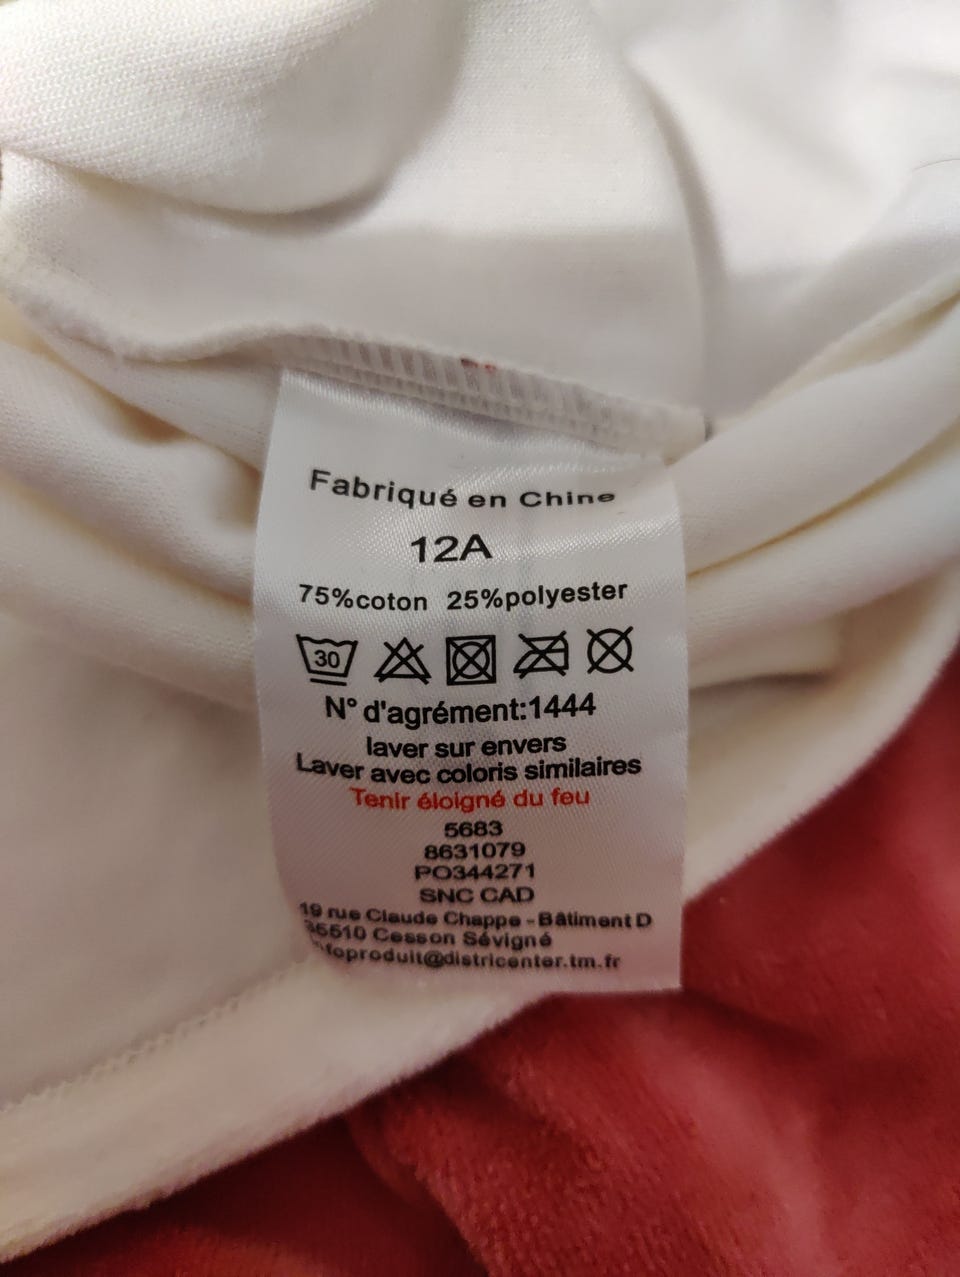 Fabriqué en Chine
12A
75%coton 25%polyester
30
N° d'agrément:1444
laver sur envers
Laver avec coloris similaires
Tenir éloigné du feu
5683
8631079
PO344271
SNC CAD
19 rue Claude Chappe - Bâtiment D
35510 Cesson Sévigné
infoproduit@districenter.tm.fr